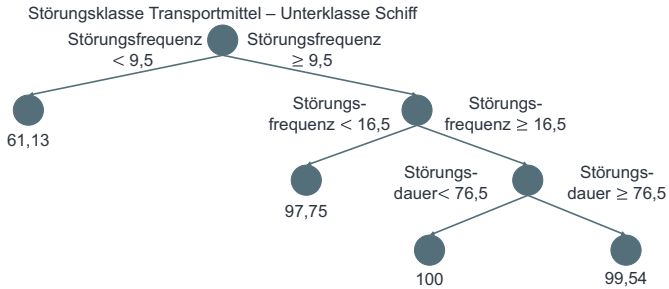 Störungsklasse Transportmittel – Unterklasse Schiff
Störungsfrequenz
< 9,5
Störungsfrequenz
≥ 9,5
61,13
Störungs-
frequenz < 16,5
Störungs-
frequenz ≥ 16,5
97,75
Störungs-
dauer< 76,5
Störungs-
dauer ≥ 76,5
100
99,54